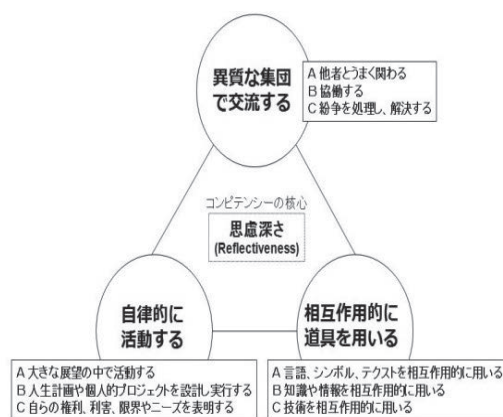 異質な集団
で交流する
A 他者とうまく関わる
B 協働する
C 紛争を処理し、解決する
コンピテンシーの核心
思慮深さ
(Reflectiveness)
自律的に
活動する
相互作用的に
道具を用いる
A 大きな展望の中で活動する
B 人生計画や個人的プロジェクトを設計し実行する
C 自らの権利、利害、限界やニーズを表明する
A 言語、シンボル、テクストを相互作用的に用いる
B 知識や情報を相互作用的に用いる
C 技術を相互作用的に用いる